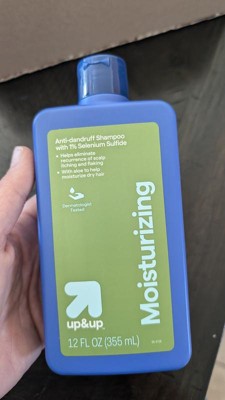 Anti-dandruff Shampoo
with 1% Selenium Sulfide
• Helps eliminate
recurrence of scalp
itching and flaking
• With aloe to help
moisturize dry hair
Dermatologist
Tested
Moisturizing
up&up™
12 FL OZ (355 mL)